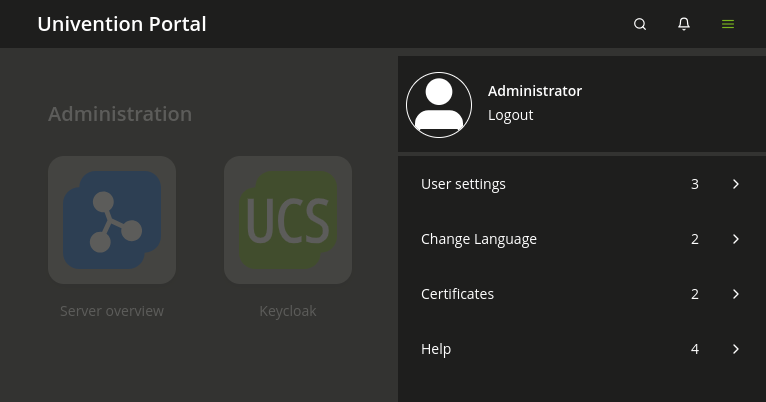 Univention Portal
Administration
Server overview
UCS
Keycloak
Administrator
Logout
User settings 3
Change Language 2
Certificates 2
Help 4